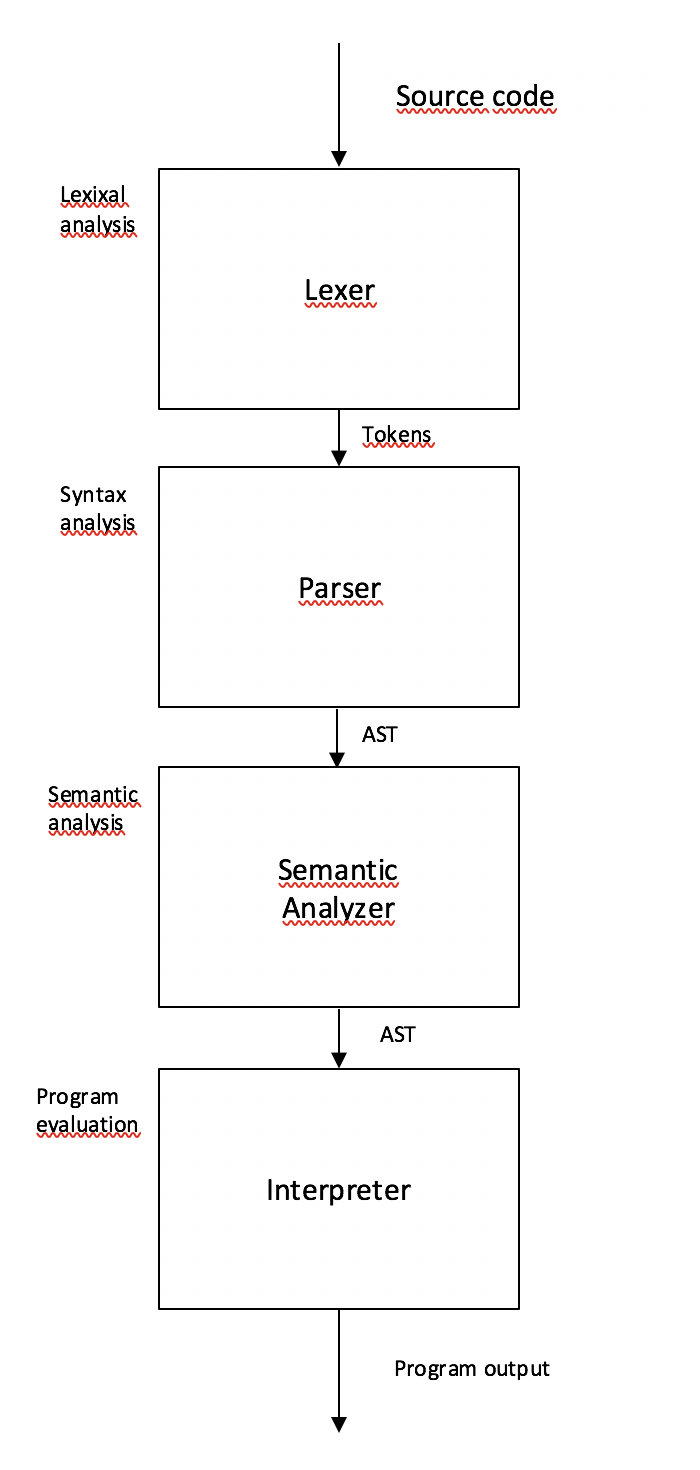 Source code
Lexixal
analysis
Lexer
Tokens
Syntax
analysis
Parser
AST
Semantic
analysis
Semantic
Analyzer
AST
Program
evaluation
Interpreter
Program output